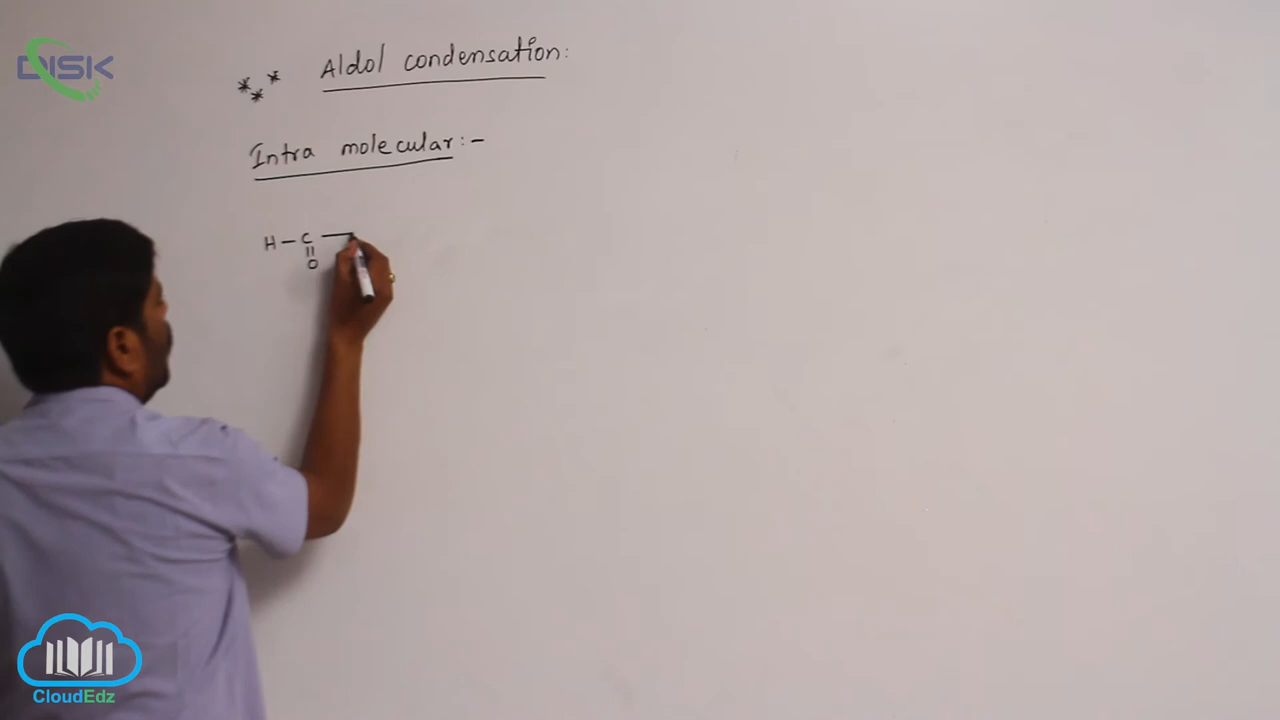 DISK
Aldol condensation:
Intra molecular:-
H-C-
O
CloudEdz